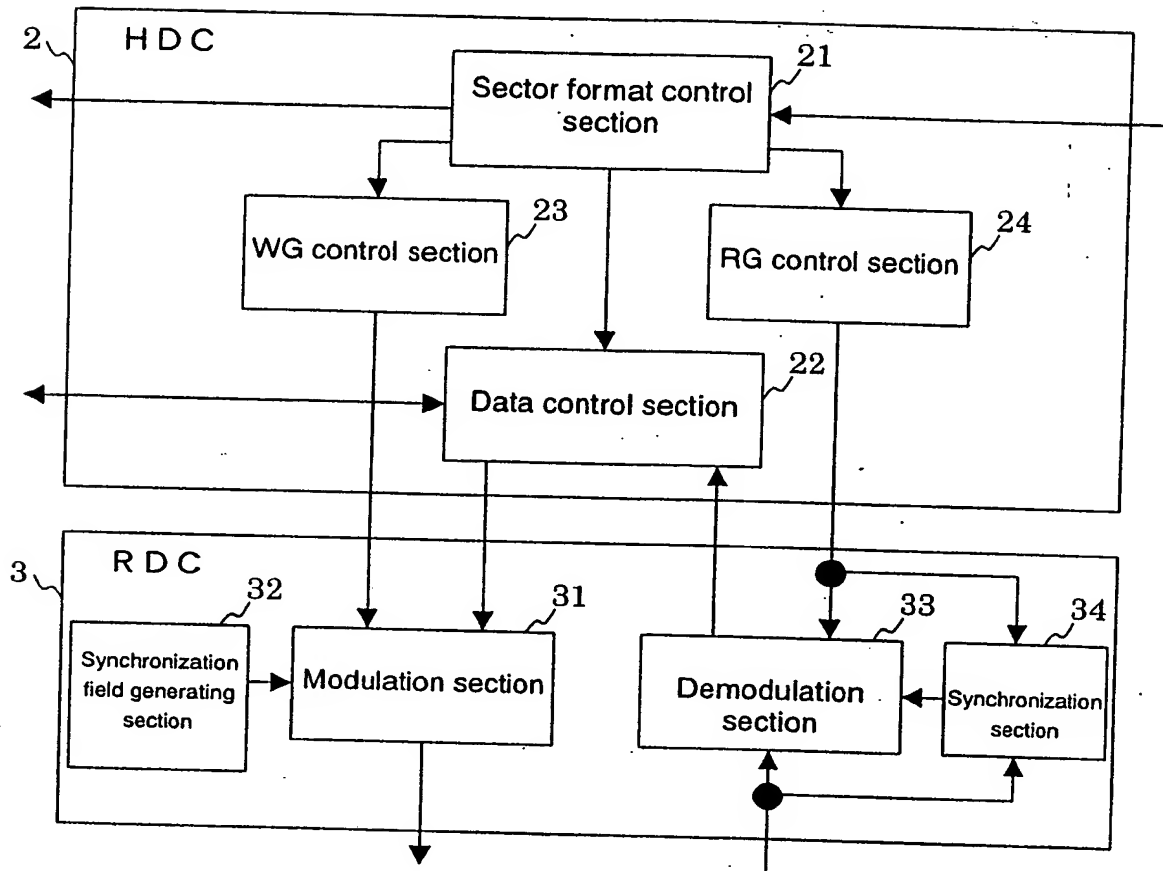 2
HDC
21
Sector format control
section
23
WG control section
24
RG control section
22
Data control section
3
RDC
32
Synchronization
field generating
section
31
Modulation section
33
Demodulation
section
34
Synchronization
section